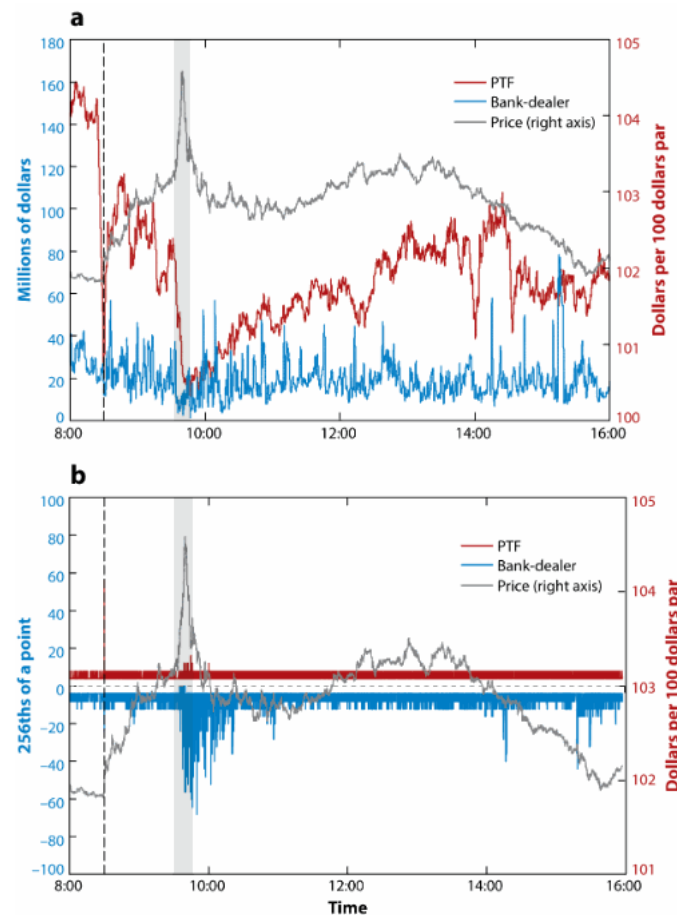 a
180
160
140
120
100
80
60
40
20
0
Millions of dollars
PTF
Bank-dealer
Price (right axis)
105
104
103
102
101
100
Dollars per 100 dollars par
8:00 10:00 12:00 14:00 16:00
b
100
80
60
40
20
0
−20
−40
−60
−80
−100
256ths of a point
PTF
Bank-dealer
Price (right axis)
105
104
103
102
101
Dollars per 100 dollars par
8:00 10:00 12:00 14:00 16:00
Time